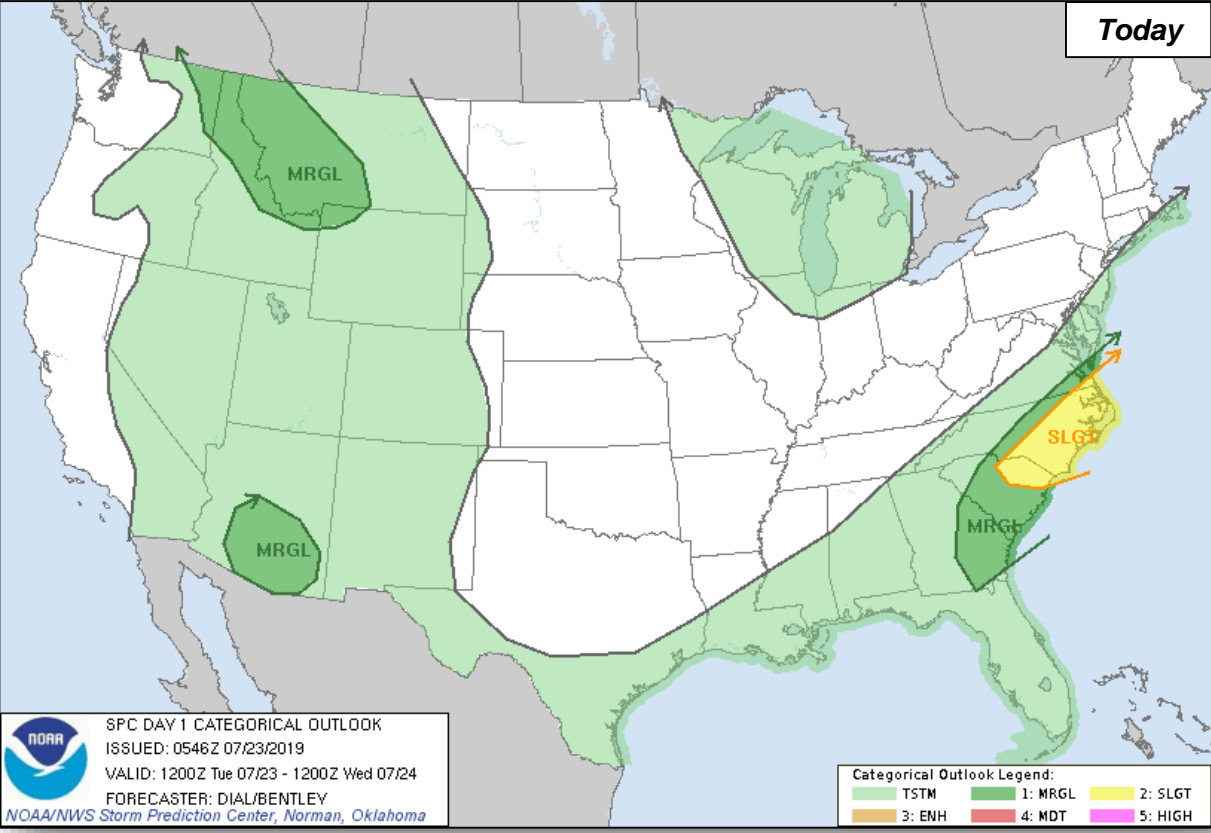 Today
MRGL
SLGT
MRGL
MRGL
NOAA
SPC DAY 1 CATEGORICAL OUTLOOK
ISSUED: 0546Z 07/23/2019
VALID: 1200Z Tue 07/23 - 1200Z Wed 07/24
FORECASTER: DIAL/BENTLEY
NOAA/NWS Storm Prediction Center, Norman, Oklahoma
Categorical Outlook Legend:
TSTM 1: MRGL 2: SLGT
3: ENH 4: MDT 5: HIGH